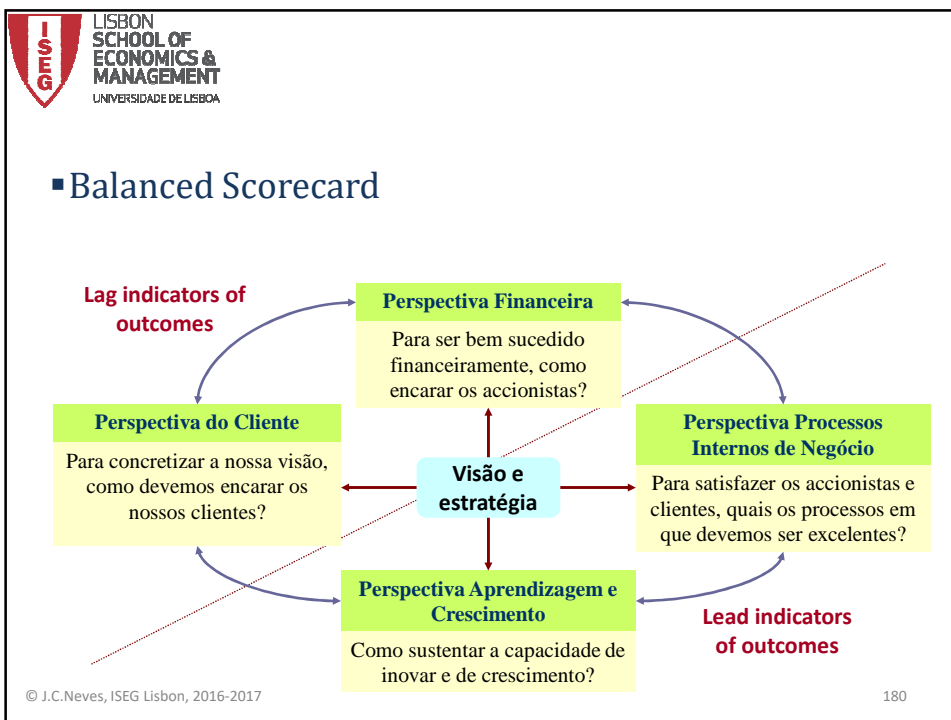 ISEG
LISBON
SCHOOL OF
ECONOMICS &
MANAGEMENT
UNIVERSIDADE DE LISBOA
▪Balanced Scorecard
Lag indicators of
outcomes
Perspectiva Financeira
Para ser bem sucedido
financeiramente, como
encarar os accionistas?
Perspectiva do Cliente
Para concretizar a nossa visão,
como devemos encarar os
nossos clientes?
Visão e
estratégia
Perspectiva Processos
Internos de Negócio
Para satisfazer os accionistas e
clientes, quais os processos em
que devemos ser excelentes?
Perspectiva Aprendizagem e
Crescimento
Como sustentar a capacidade de
inovar e de crescimento?
Lead indicators
of outcomes
© J.C.Neves, ISEG Lisbon, 2016-2017
180